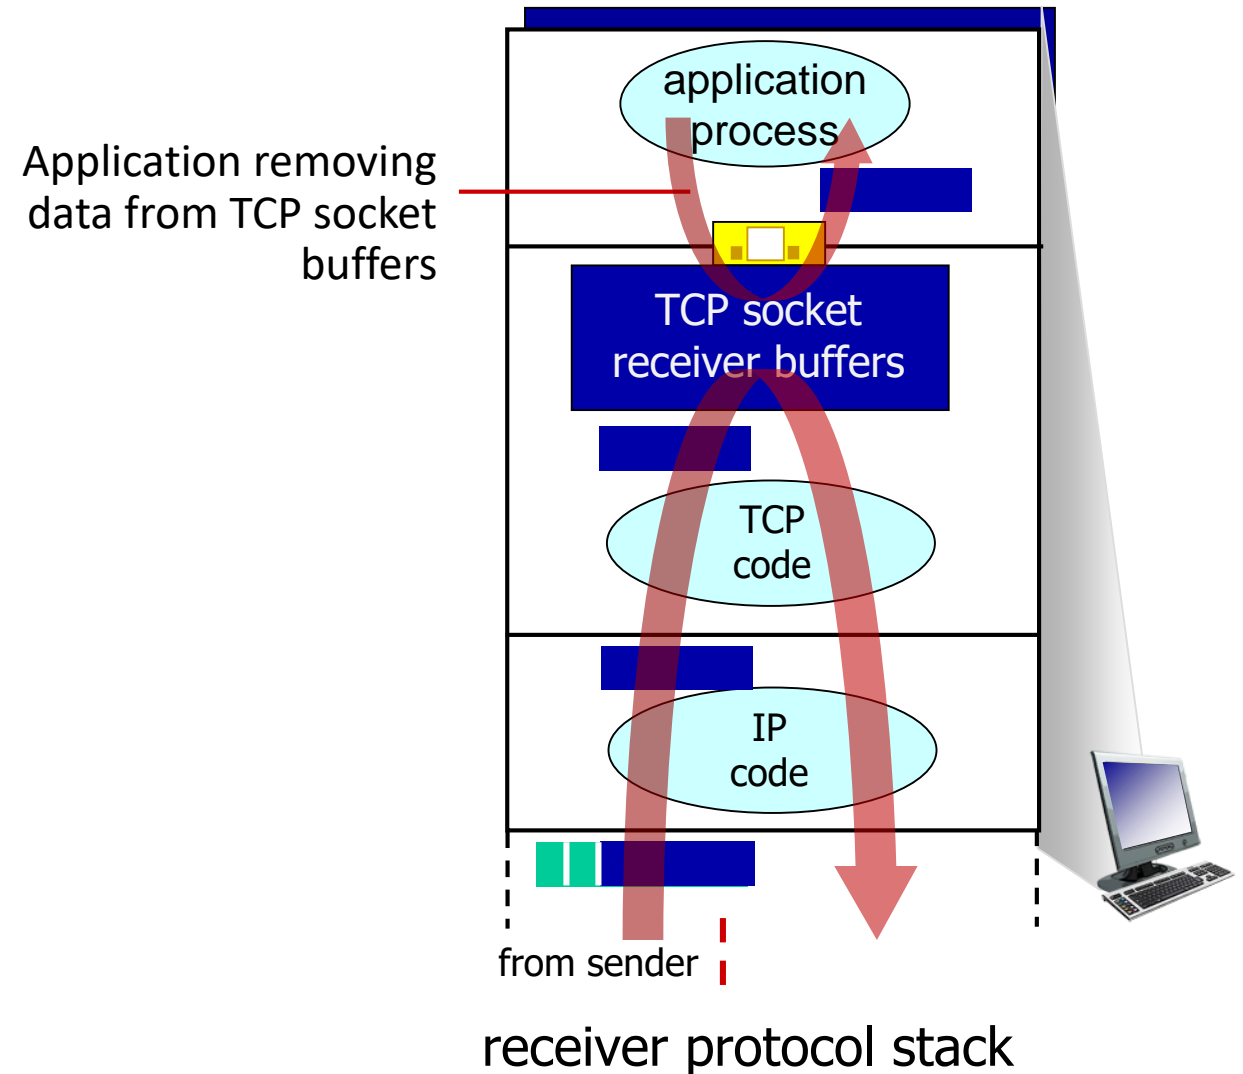 application
process
Application removing
data from TCP socket
buffers
TCP socket
receiver buffers
TCP
code
IP
code
from sender
receiver protocol stack